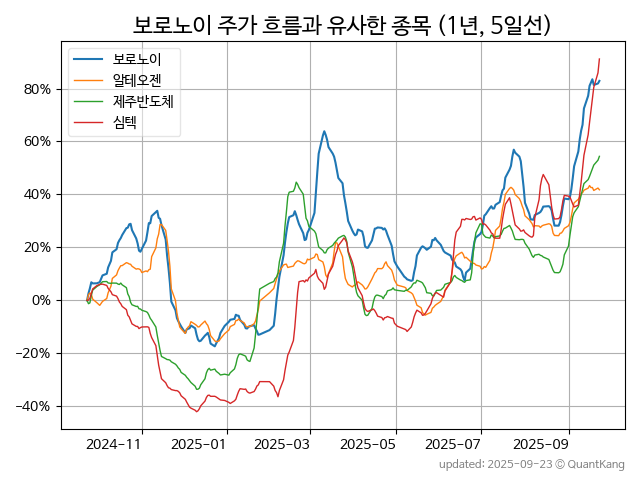 보로노이 주가 흐름과 유사한 종목 (1년, 5일선)
보로노이
알테오젠
제주반도체
심텍
80%
60%
40%
20%
0%
−20%
−40%
2024-11 2025-01 2025-03 2025-05 2025-07 2025-09
updated: 2025-09-23 ⓒ QuantKang